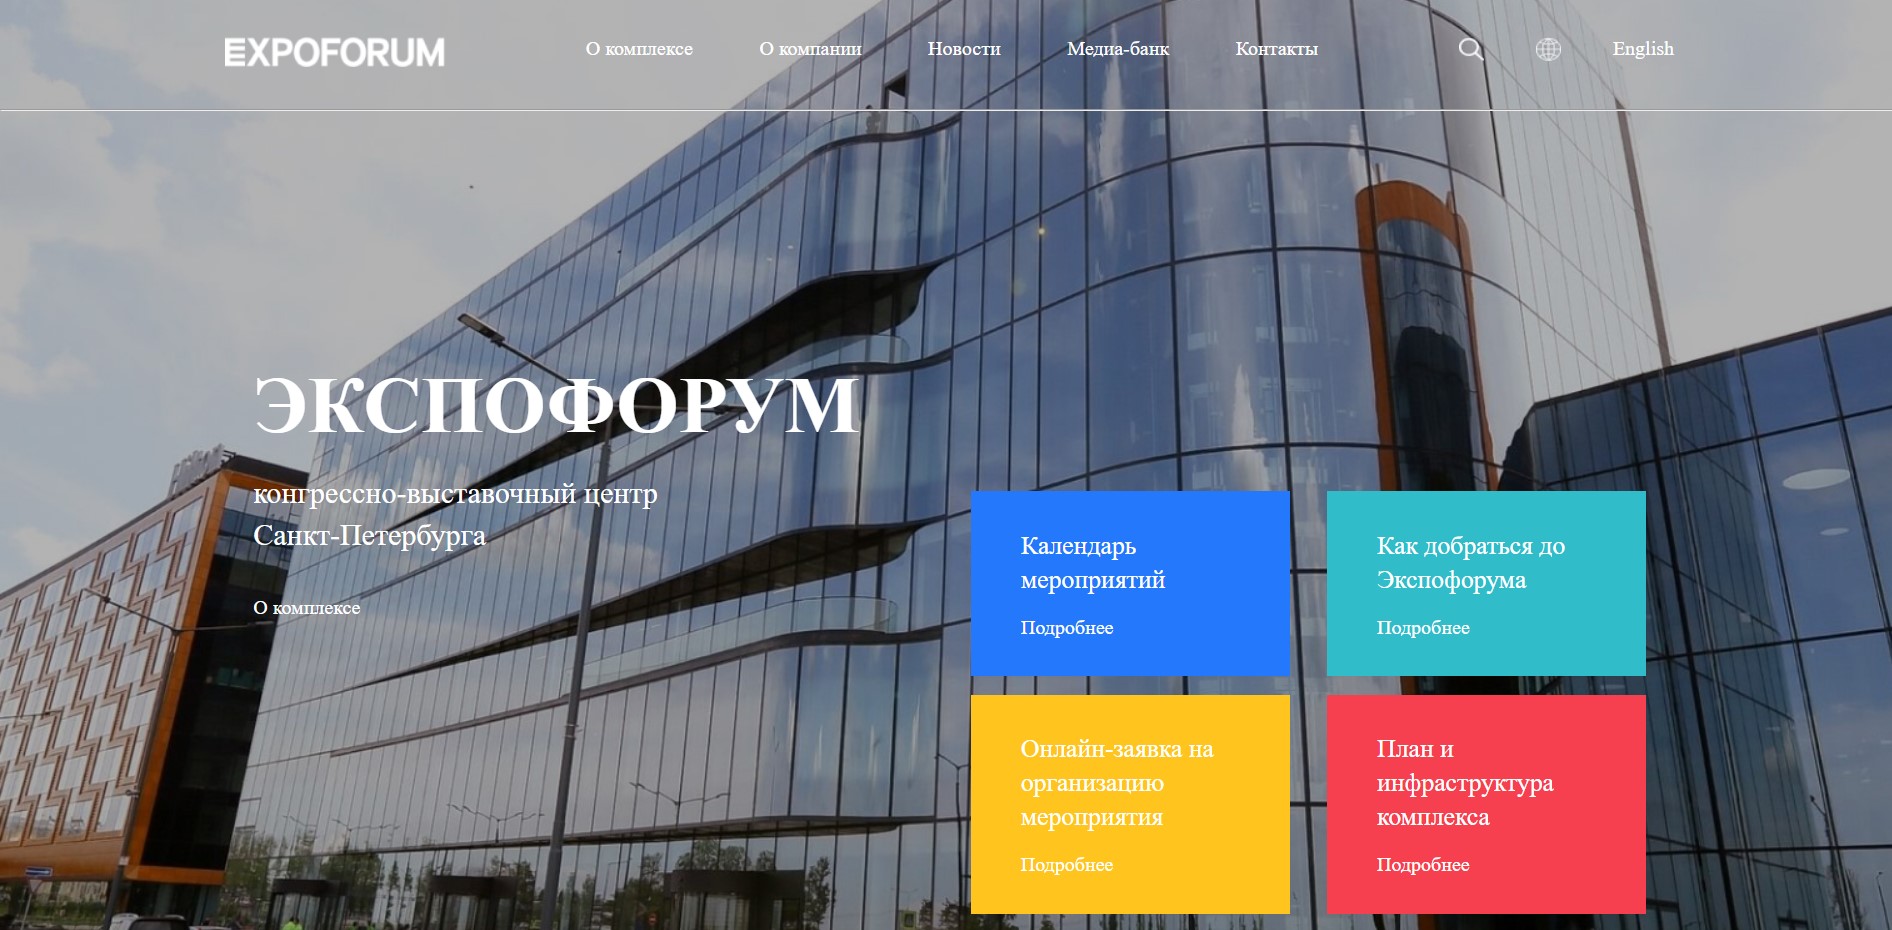 EXPOFORUM
О комплексе
О компании
Новости
Медиа-банк
Контакты
English
ЭКСПОФОРУМ
конгрессно-выставочный центр
Санкт-Петербурга
О комплексе
Календарь
мероприятий
Подробнее
Как добраться до
Экспофорума
Подробнее
Онлайн-заявка на
организацию
мероприятия
Подробнее
План и
инфраструктура
комплекса
Подробнее